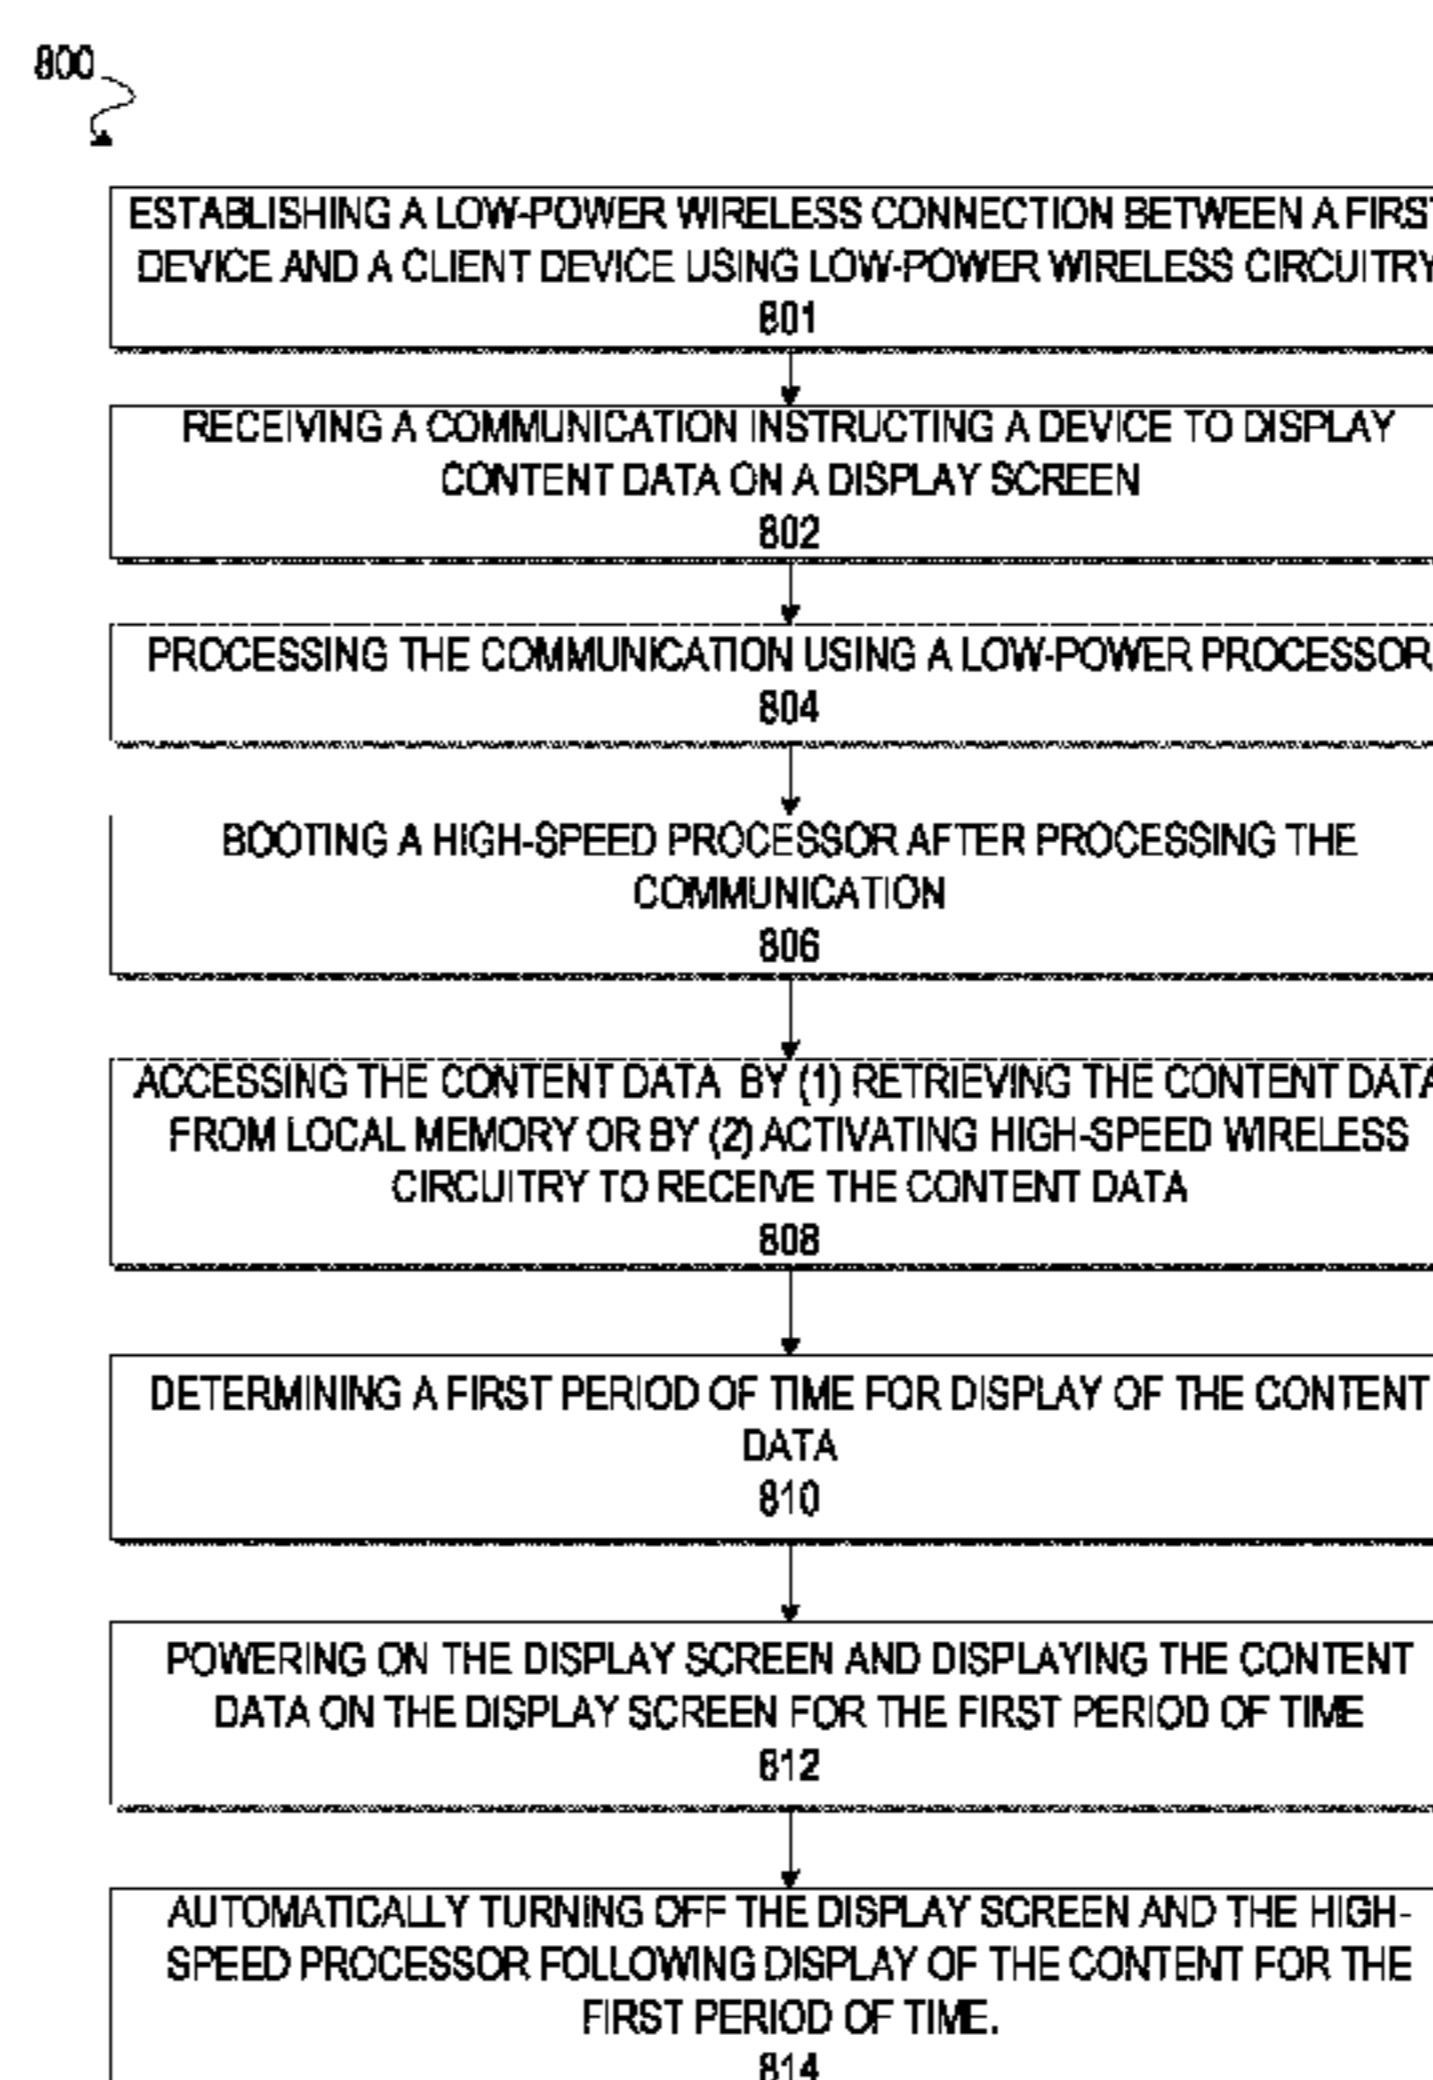 800
ESTABLISHING A LOW-POWER WIRELESS CONNECTION BETWEEN A FIRST
DEVICE AND A CLIENT DEVICE USING LOW-POWER WIRELESS CIRCUITRY
801
RECEIVING A COMMUNICATION INSTRUCTING A DEVICE TO DISPLAY
CONTENT DATA ON A DISPLAY SCREEN
802
PROCESSING THE COMMUNICATION USING A LOW-POWER PROCESSOR
804
BOOTING A HIGH-SPEED PROCESSOR AFTER PROCESSING THE
COMMUNICATION
806
ACCESSING THE CONTENT DATA BY (1) RETRIEVING THE CONTENT DATA
FROM LOCAL MEMORY OR BY (2) ACTIVATING HIGH-SPEED WIRELESS
CIRCUITRY TO RECEIVE THE CONTENT DATA
808
DETERMINING A FIRST PERIOD OF TIME FOR DISPLAY OF THE CONTENT
DATA
810
POWERING ON THE DISPLAY SCREEN AND DISPLAYING THE CONTENT
DATA ON THE DISPLAY SCREEN FOR THE FIRST PERIOD OF TIME
812
AUTOMATICALLY TURNING OFF THE DISPLAY SCREEN AND THE HIGH-
SPEED PROCESSOR FOLLOWING DISPLAY OF THE CONTENT FOR THE
FIRST PERIOD OF TIME.
814